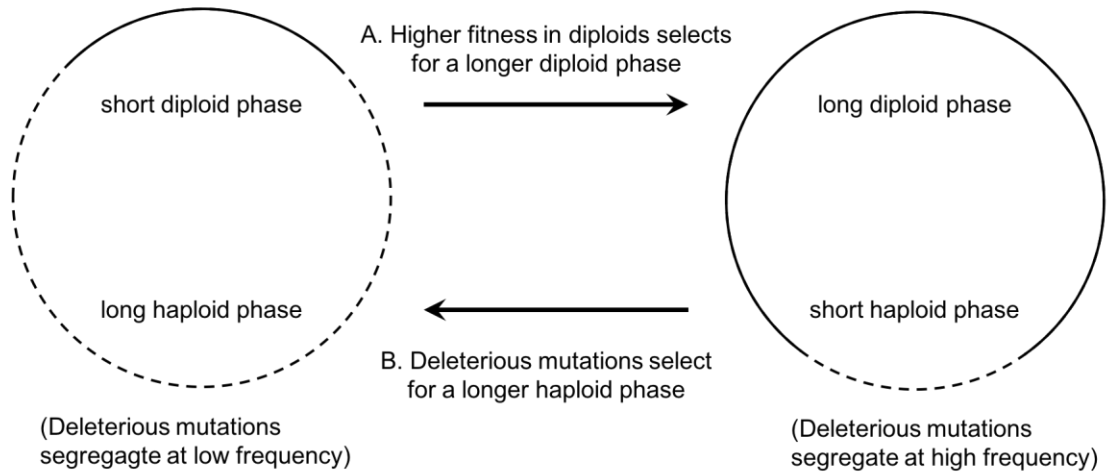 A. Higher fitness in diploids selects
for a longer diploid phase
short diploid phase
long diploid phase
long haploid phase
short haploid phase
B. Deleterious mutations select
for a longer haploid phase
(Deleterious mutations
segregagte at low frequency)
(Deleterious mutations
segregate at high frequency)